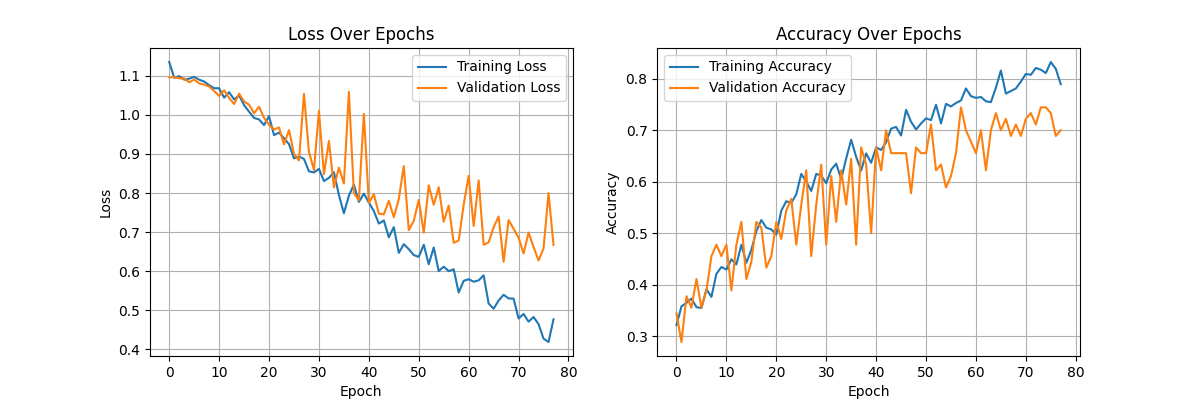 Loss Over Epochs
Training Loss
Validation Loss
Loss
1.1
1.0
0.9
0.8
0.7
0.6
0.5
0.4
0 10 20 30 40 50 60 70 80
Epoch
Accuracy Over Epochs
Training Accuracy
Validation Accuracy
Accuracy
0.8
0.7
0.6
0.5
0.4
0.3
0 10 20 30 40 50 60 70 80
Epoch